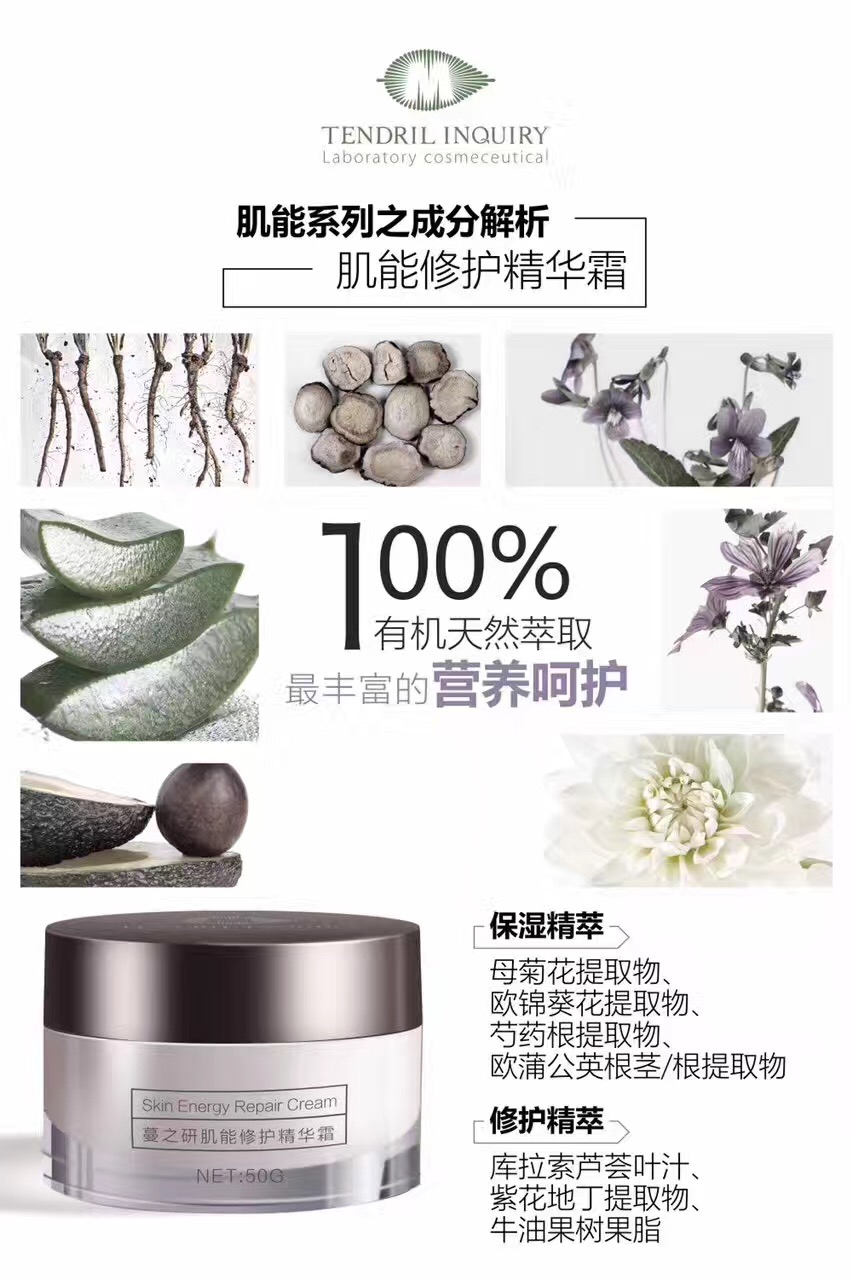 TENDRIL INQUIRY
Laboratory cosmeceutical
肌能系列之成分解析
肌能修护精华霜
100%
有机天然萃取
最丰富的营养呵护
保湿精萃
母菊花提取物、
欧锦葵花提取物、
芍药根提取物、
欧蒲公英根茎/根提取物
Skin Energy Repair Cream
蔓之研肌能修护精华霜
NET:50G
修护精萃
库拉索芦荟叶汁、
紫花地丁提取物、
牛油果树果脂